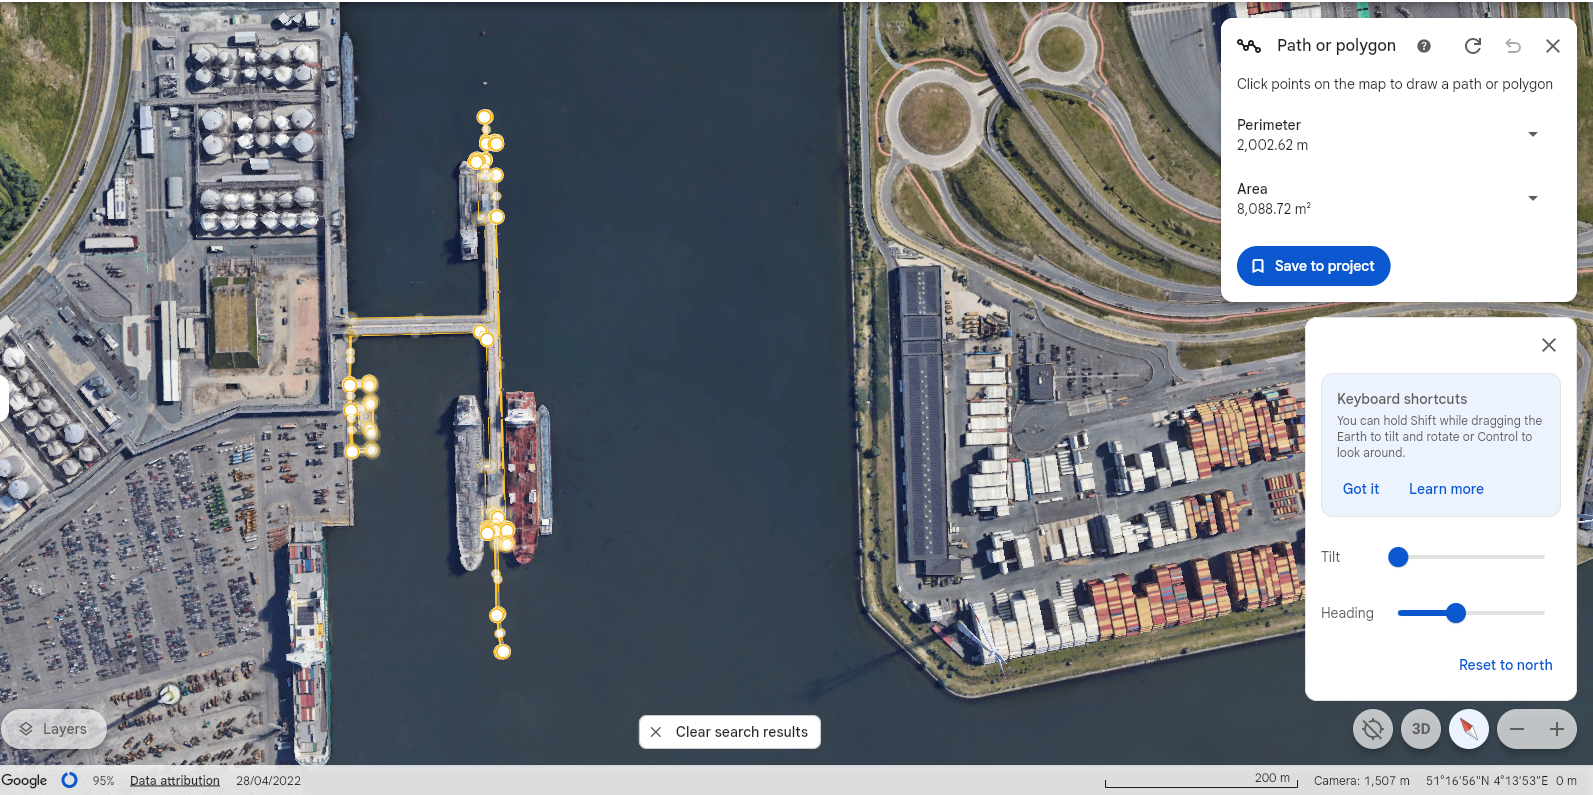 Path or polygon
Click points on the map to draw a path or polygon
Perimeter
2,002.62 m
Area
8,088.72 m²
Save to project
Keyboard shortcuts
You can hold Shift while dragging the
Earth to tilt and rotate or Control to
look around.
Got it Learn more
Tilt
Heading
Reset to north
Layers
Clear search results
3D
Google 95% Data attribution 28/04/2022 200 m Camera: 1,507 m 51°16'56"N 4°13'53"E 0 m